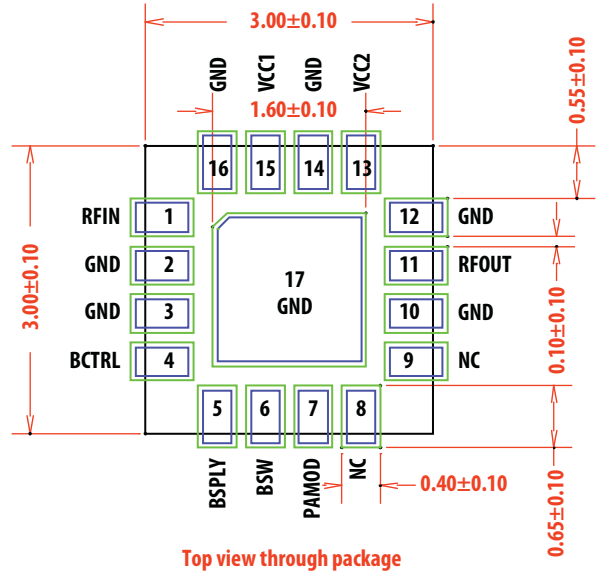 3.00±0.10
GND
VCC1
GND
VCC2
1.60±0.10
0.55±0.10
16
15
14
13
RFIN
1
12
GND
GND
2
11
RFOUT
17
GND
GND
3
10
GND
BCTRL
4
9
NC
3.00±0.10
0.10±0.10
5
6
7
8
BSPLY
BSW
PAMOD
NC
0.40±0.10
0.65±0.10
Top view through package